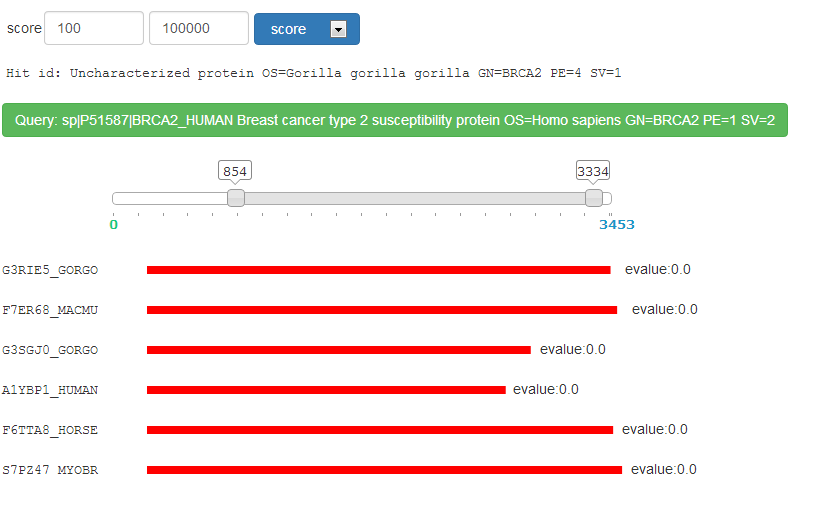 score 100 100000 score
Hit id: Uncharacterized protein OS=Gorilla gorilla gorilla GN=BRCA2 PE=4 SV=1
Query: sp|P51587|BRCA2_HUMAN Breast cancer type 2 susceptibility protein OS=Homo sapiens GN=BRCA2 PE=1 SV=2
854 3334
0 3453
G3RIE5_GORGO evalue:0.0
F7ER68_MACMU evalue:0.0
G3SGJ0_GORGO evalue:0.0
A1YBP1_HUMAN evalue:0.0
F6TTA8_HORSE evalue:0.0
S7PZ47_MYOBR evalue:0.0